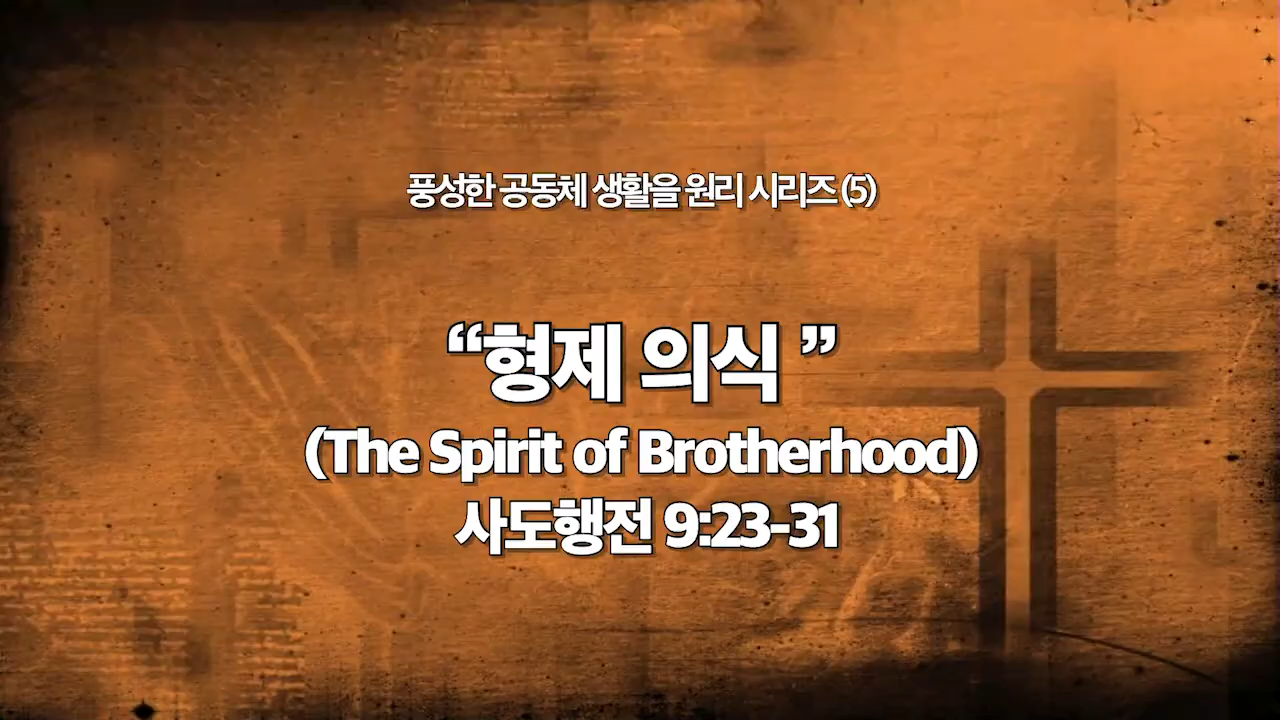 풍성한 공동체 생활을 원리 시리즈 (5)
“형제 의식 ”
(The Spirit of Brotherhood)
사도행전 9:23-31